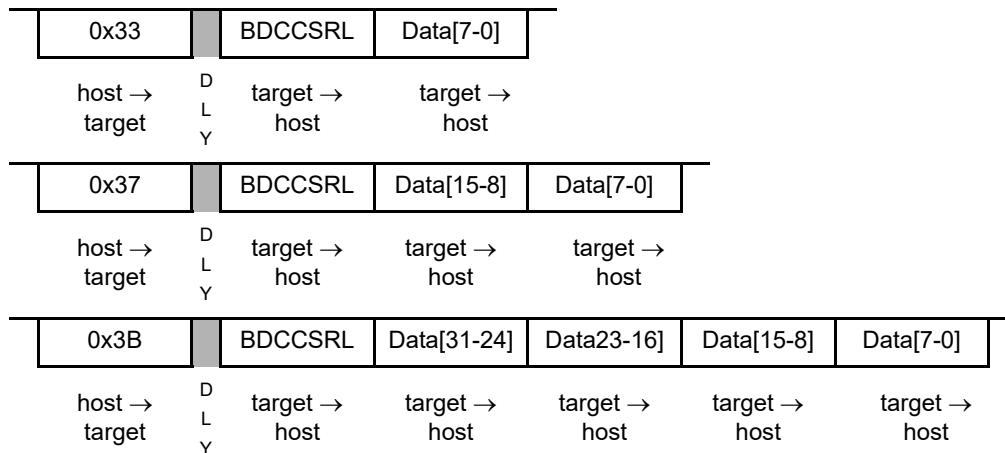 0x33 BDCCSRL Data[7-0]
host → D target → target →
target L host host
Y
0x37 BDCCSRL Data[15-8] Data[7-0]
host → D target → target → target →
target L host host host
Y
0x3B BDCCSRL Data[31-24] Data23-16] Data[15-8] Data[7-0]
host → D target → target → target → target → target →
target L host host host host host
Y